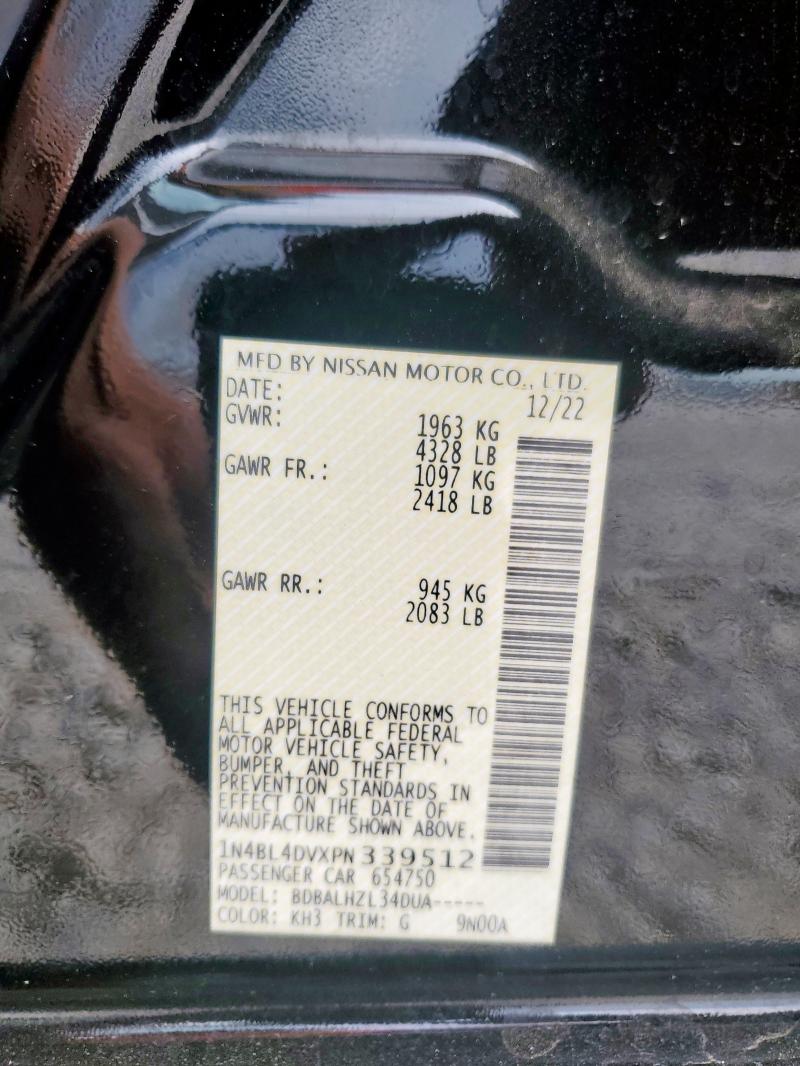 MFD BY NISSAN MOTOR CO., LTD.
DATE: 12/22
GVWR: 1963 KG
4328 LB
GAWR FR.: 1097 KG
2418 LB
GAWR RR.: 945 KG
2083 LB
THIS VEHICLE CONFORMS TO
ALL APPLICABLE FEDERAL
MOTOR VEHICLE SAFETY,
BUMPER, AND THEFT
PREVENTION STANDARDS IN
EFFECT ON THE DATE OF
MANUFACTURE SHOWN ABOVE.
1N4BL4DVXPN339512
PASSENGER CAR 654750
MODEL: BDBALHZL34DUA-----
COLOR: KH3 TRIM: G 9N00A